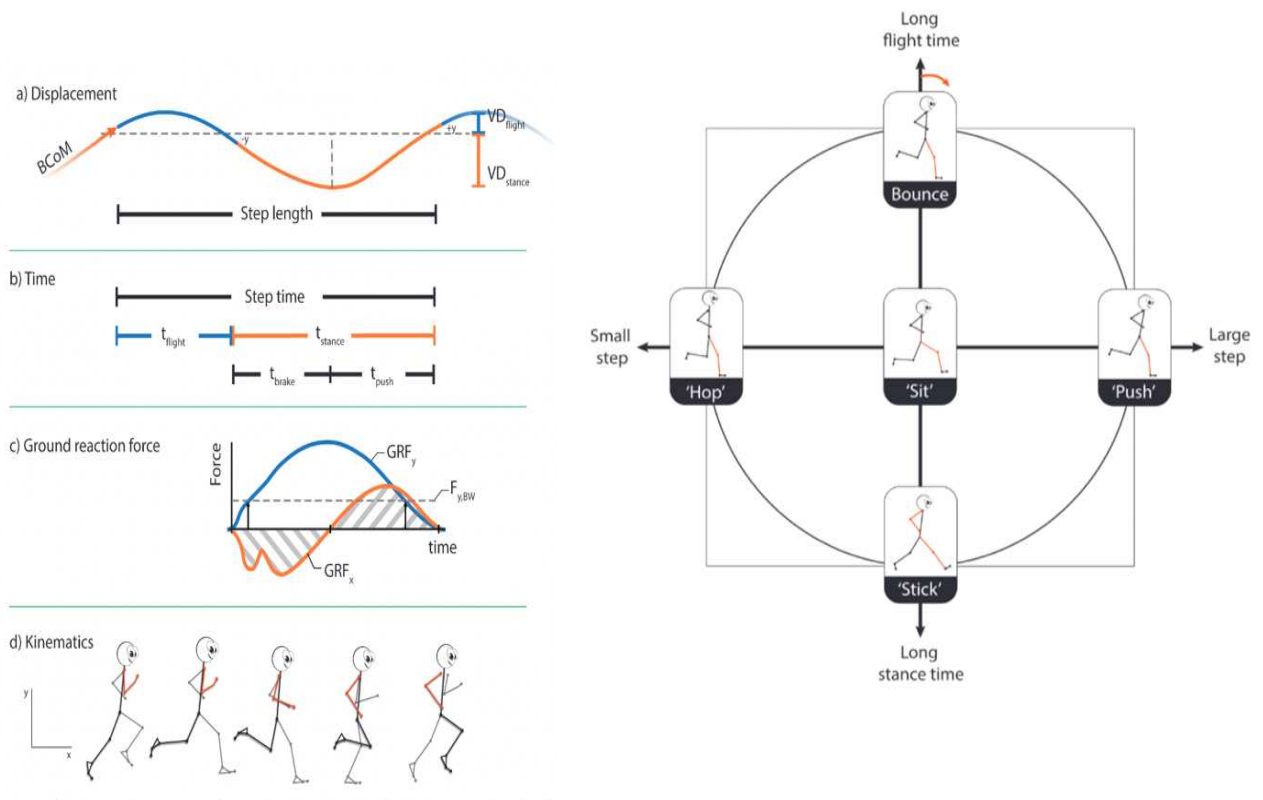 a) Displacement
BCoM
-y
+y
VDflight
VDstance
Step length
b) Time
Step time
tflight
tstance
tbrake
tpush
c) Ground reaction force
Force
GRFy
Fy,BW
time
GRFx
d) Kinematics
y
x
Long
flight time
Bounce
Small
step
'Hop'
'Sit'
'Push'
Large
step
'Stick'
Long
stance time